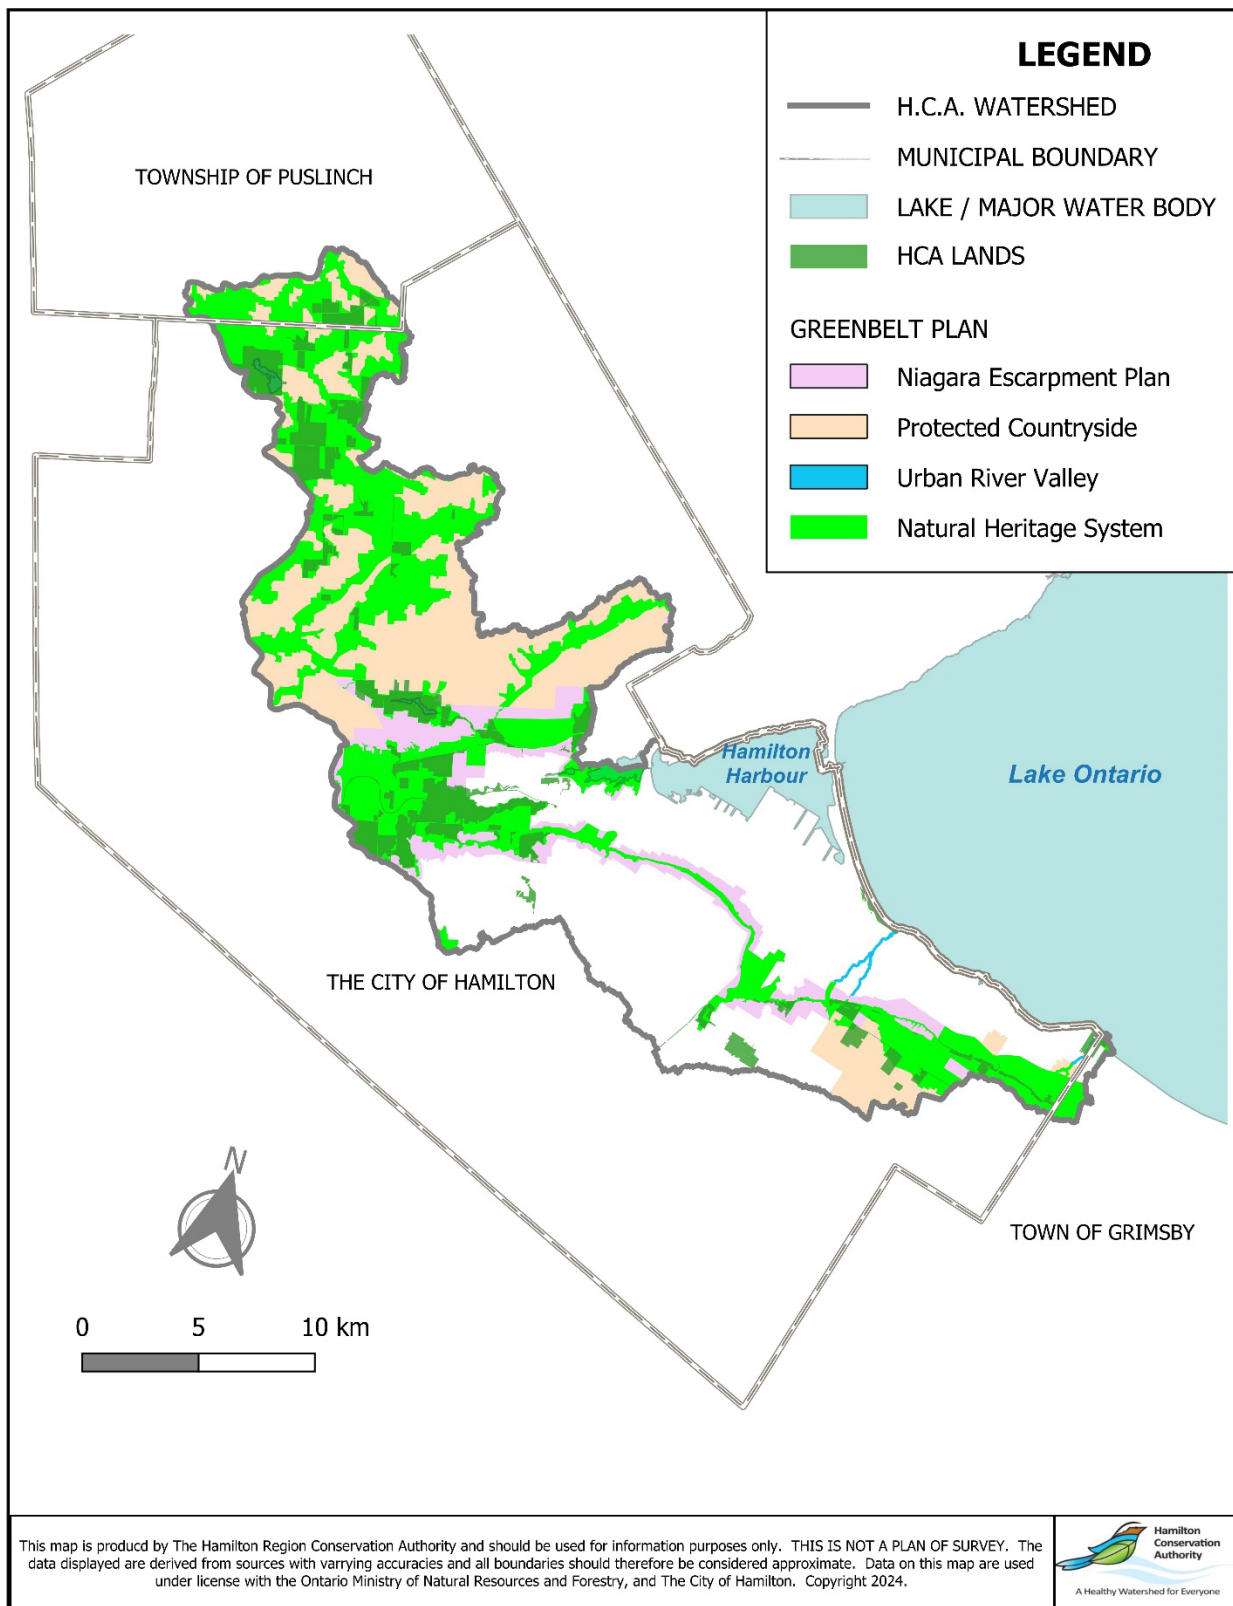 LEGEND
H.C.A. WATERSHED
MUNICIPAL BOUNDARY
LAKE / MAJOR WATER BODY
HCA LANDS
GREENBELT PLAN
Niagara Escarpment Plan
Protected Countryside
Urban River Valley
Natural Heritage System
TOWNSHIP OF PUSLINCH
Hamilton
Harbour
Lake Ontario
THE CITY OF HAMILTON
TOWN OF GRIMSBY
N
0 5 10 km
This map is producd by The Hamilton Region Conservation Authority and should be used for information purposes only. THIS IS NOT A PLAN OF SURVEY. The
data displayed are derived from sources with varrying accuracies and all boundaries should therefore be considered approximate. Data on this map are used
under license with the Ontario Ministry of Natural Resources and Forestry, and The City of Hamilton. Copyright 2024.
Hamilton
Conservation
Authority
A Healthy Watershed for Everyone